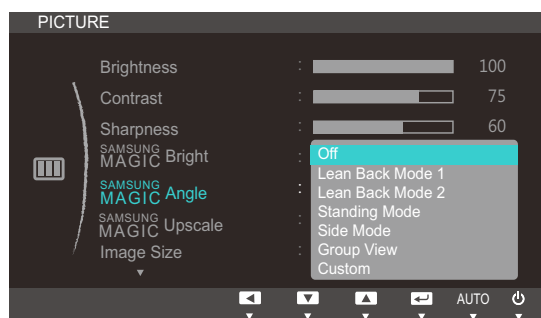 PICTURE
Brightness : 100
Contrast : 75
Sharpness : 60
SAMSUNG MAGIC Bright :
SAMSUNG MAGIC Angle :
SAMSUNG MAGIC Upscale :
Image Size :
Off
Lean Back Mode 1
Lean Back Mode 2
Standing Mode
Side Mode
Group View
Custom
AUTO